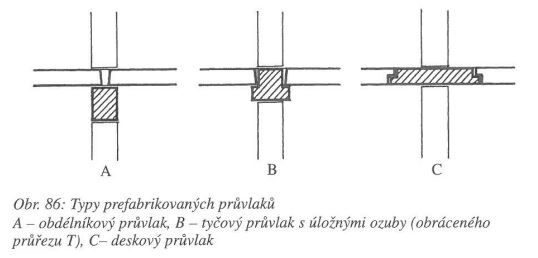 A B C
Obr. 86: Typy prefabrikovaných průvlaků
A – obdélníkový průvlak, B – tyčový průvlak s úložnými ozuby (obráceného
průřezu T), C– deskový průvlak